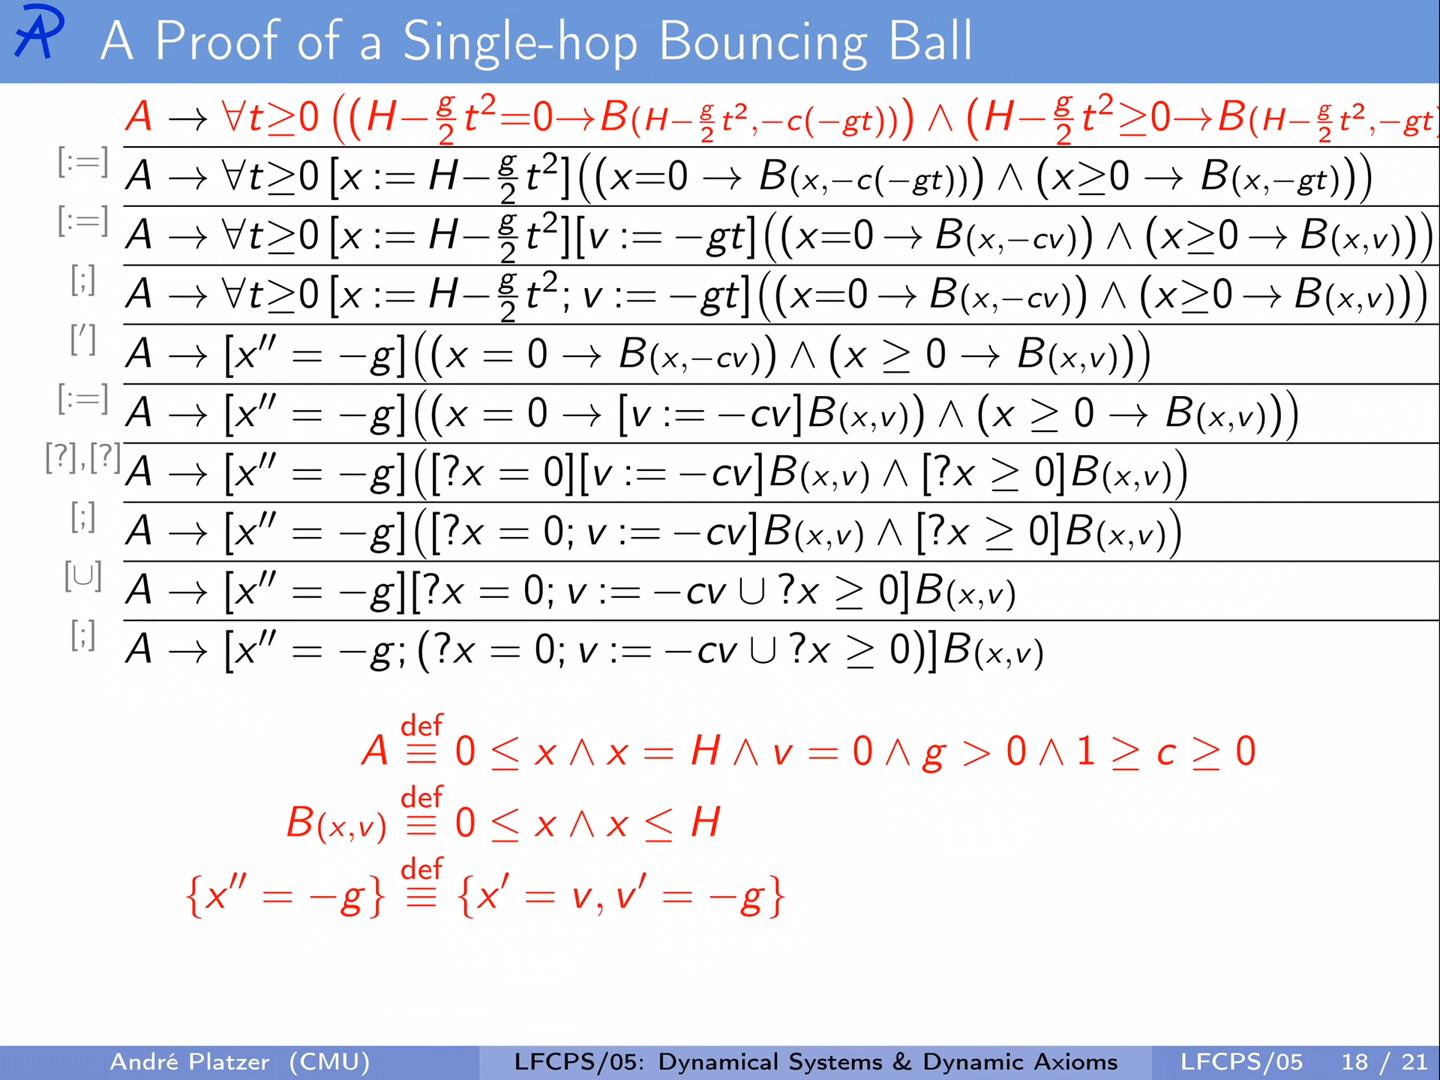 A Proof of a Single-hop Bouncing Ball
A → ∀t≥0 ((H−g/2 t²=0→B(H−g/2 t²,−c(−gt))) ∧ (H−g/2 t²≥0→B(H−g/2 t²,−gt)
[:=] A → ∀t≥0 [x := H−g/2 t²]((x=0 → B(x,−c(−gt))) ∧ (x≥0 → B(x,−gt)))
[:=] A → ∀t≥0 [x := H−g/2 t²][v := −gt]((x=0 → B(x,−cv)) ∧ (x≥0 → B(x,v)))
[;] A → ∀t≥0 [x := H−g/2 t²; v := −gt]((x=0 → B(x,−cv)) ∧ (x≥0 → B(x,v)))
['] A → [x″ = −g]((x = 0 → B(x,−cv)) ∧ (x ≥ 0 → B(x,v)))
[:=] A → [x″ = −g]((x = 0 → [v := −cv]B(x,v)) ∧ (x ≥ 0 → B(x,v)))
[?],[?] A → [x″ = −g]([?x = 0][v := −cv]B(x,v) ∧ [?x ≥ 0]B(x,v))
[;] A → [x″ = −g]([?x = 0; v := −cv]B(x,v) ∧ [?x ≥ 0]B(x,v))
[∪] A → [x″ = −g][?x = 0; v := −cv ∪ ?x ≥ 0]B(x,v)
[;] A → [x″ = −g; (?x = 0; v := −cv ∪ ?x ≥ 0)]B(x,v)
A def≡ 0 ≤ x ∧ x = H ∧ v = 0 ∧ g > 0 ∧ 1 ≥ c ≥ 0
B(x,v) def≡ 0 ≤ x ∧ x ≤ H
{x″ = −g} def≡ {x′ = v, v′ = −g}
André Platzer (CMU) LFCPS/05: Dynamical Systems & Dynamic Axioms LFCPS/05 18 / 21